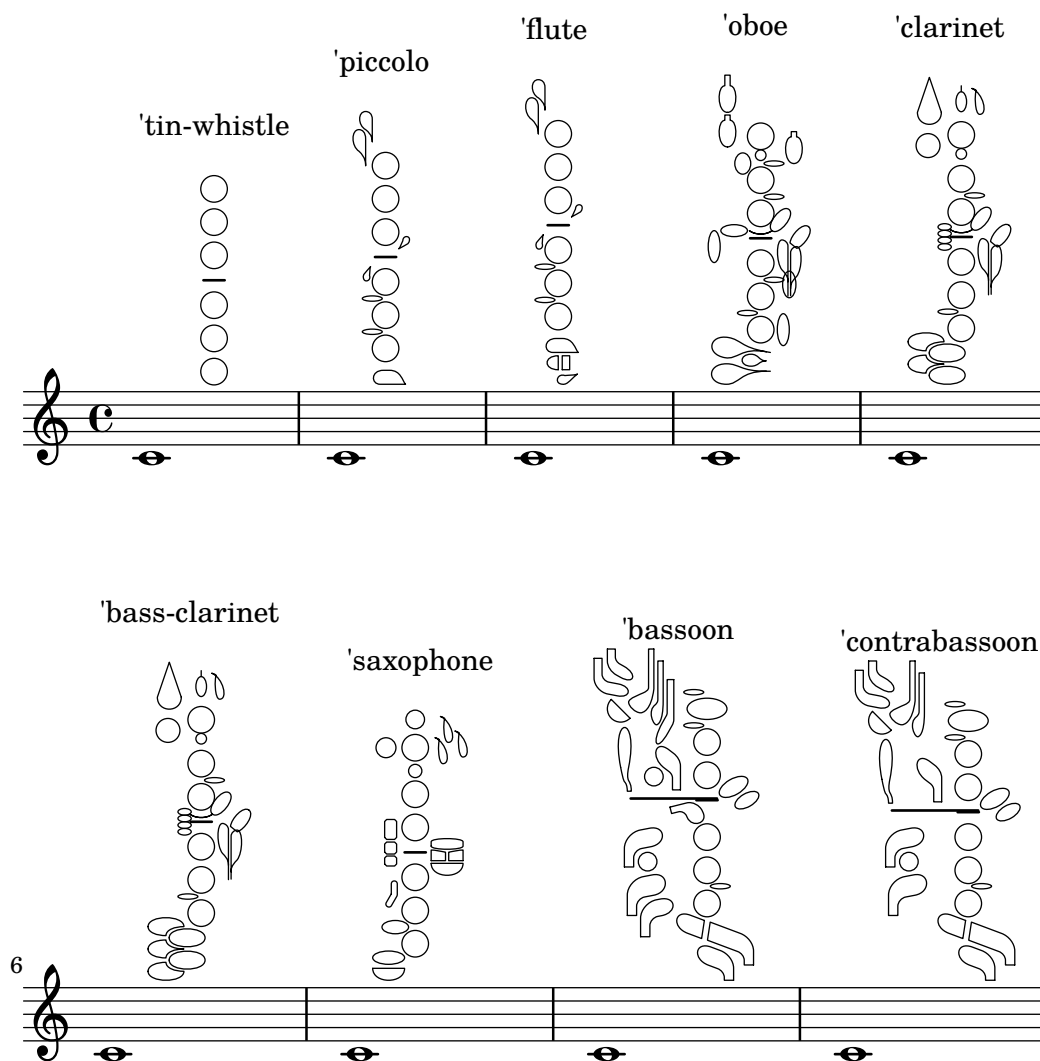 'tin-whistle 'piccolo 'flute 'oboe 'clarinet
'bass-clarinet 'saxophone 'bassoon 'contrabassoon
6